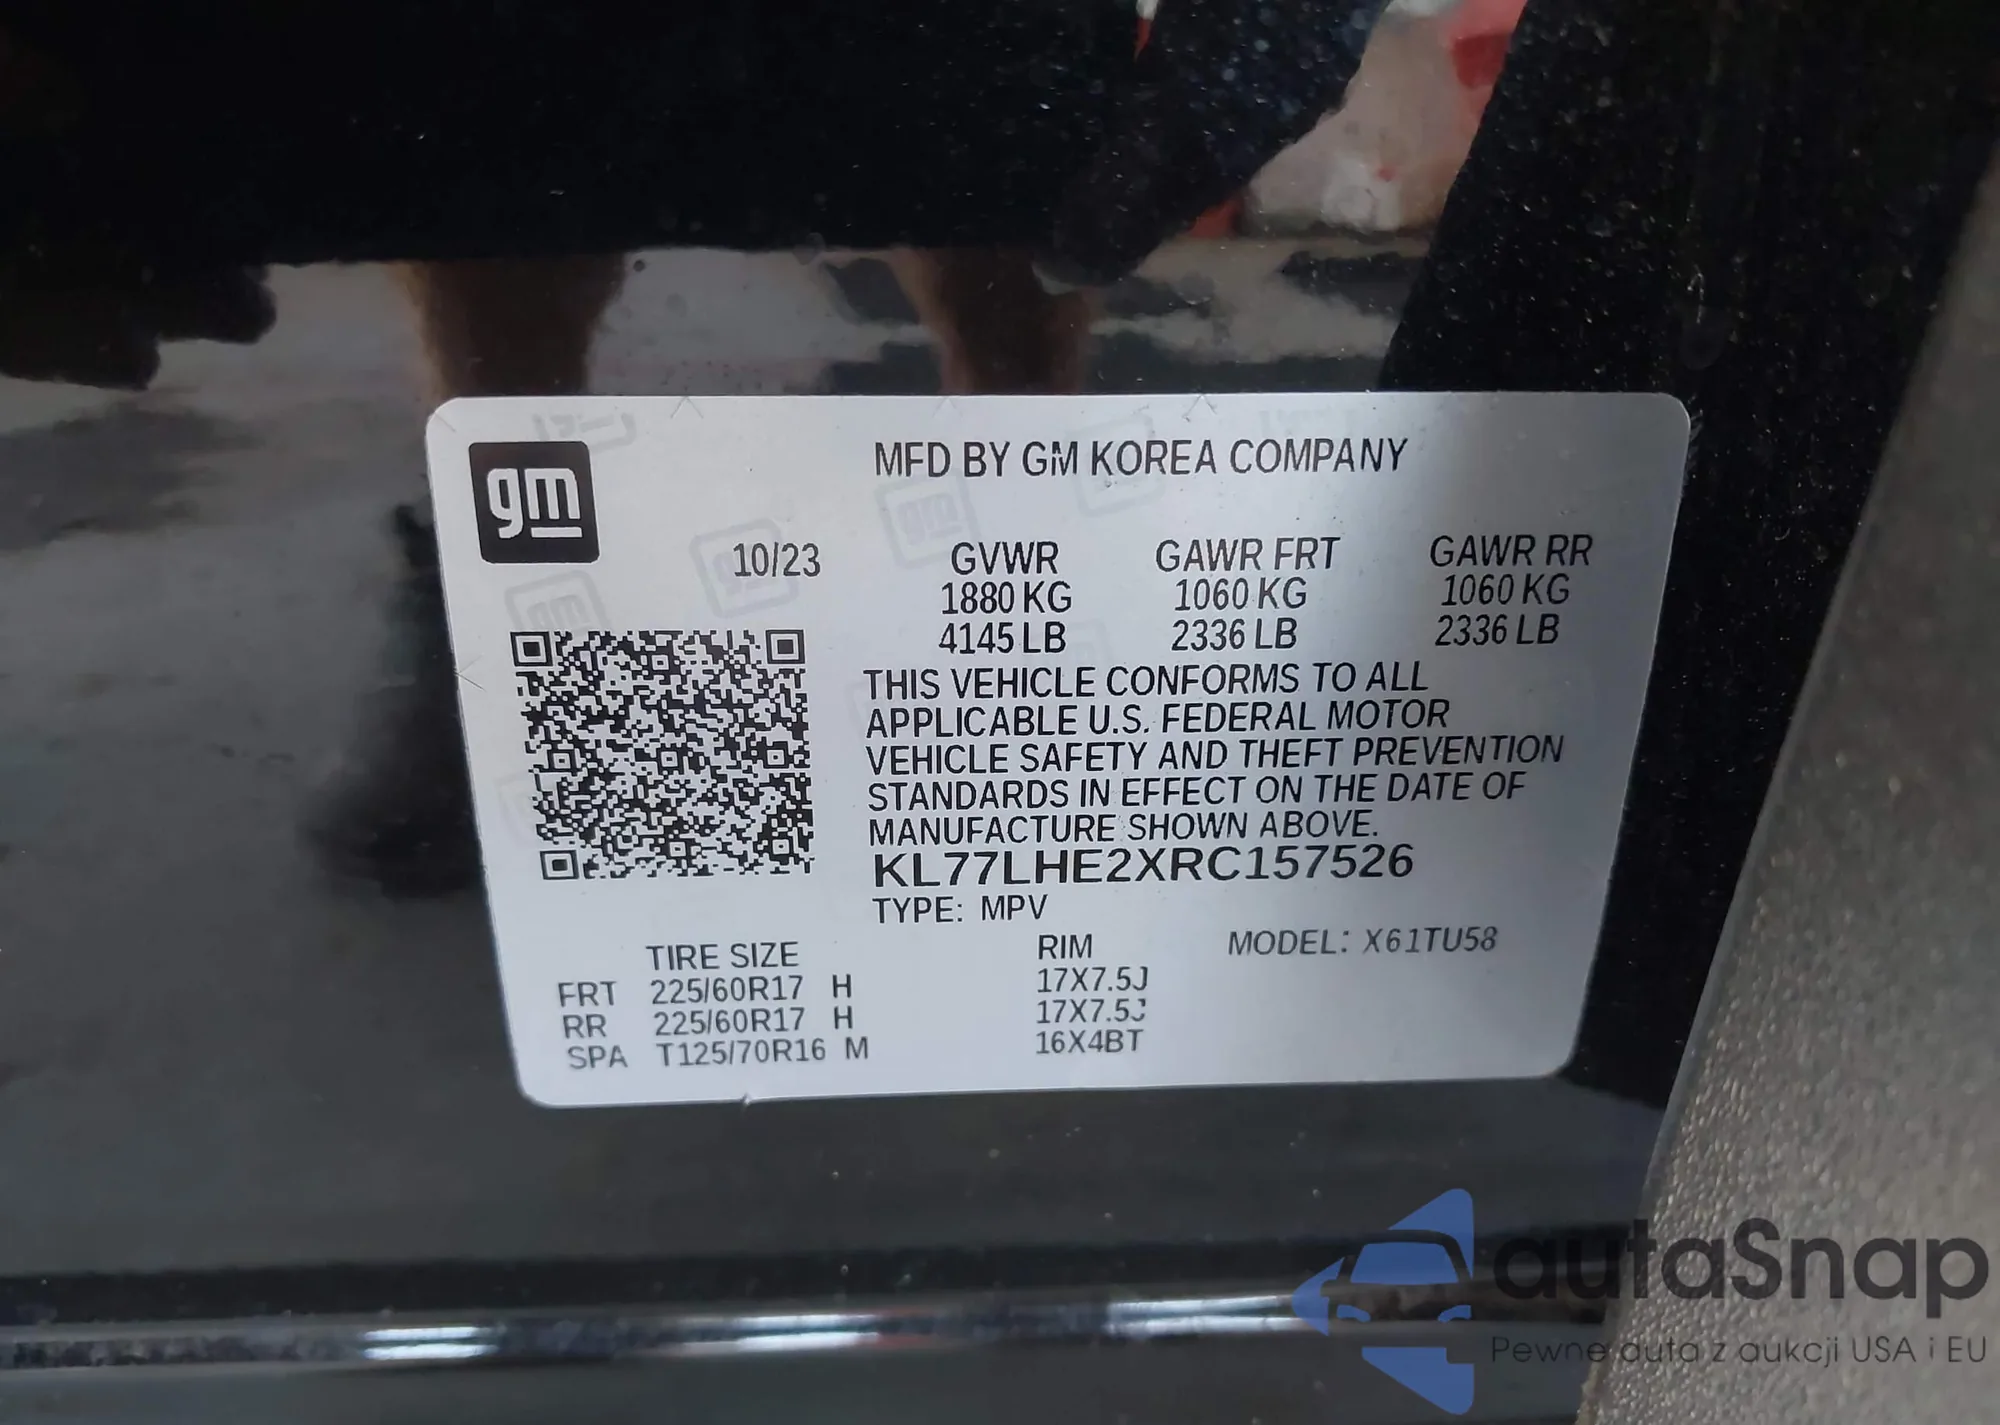 gm
MFD BY GM KOREA COMPANY
10/23
GVWR GAWR FRT GAWR RR
1880 KG 1060 KG 1060 KG
4145 LB 2336 LB 2336 LB
THIS VEHICLE CONFORMS TO ALL
APPLICABLE U.S. FEDERAL MOTOR
VEHICLE SAFETY AND THEFT PREVENTION
STANDARDS IN EFFECT ON THE DATE OF
MANUFACTURE SHOWN ABOVE.
KL77LHE2XRC157526
TYPE: MPV
TIRE SIZE RIM MODEL: X61TU58
FRT 225/60R17 H 17X7.5J
RR 225/60R17 H 17X7.5J
SPA T125/70R16 M 16X4BT
autaSnap
Pewne auta z aukcji USA i EU